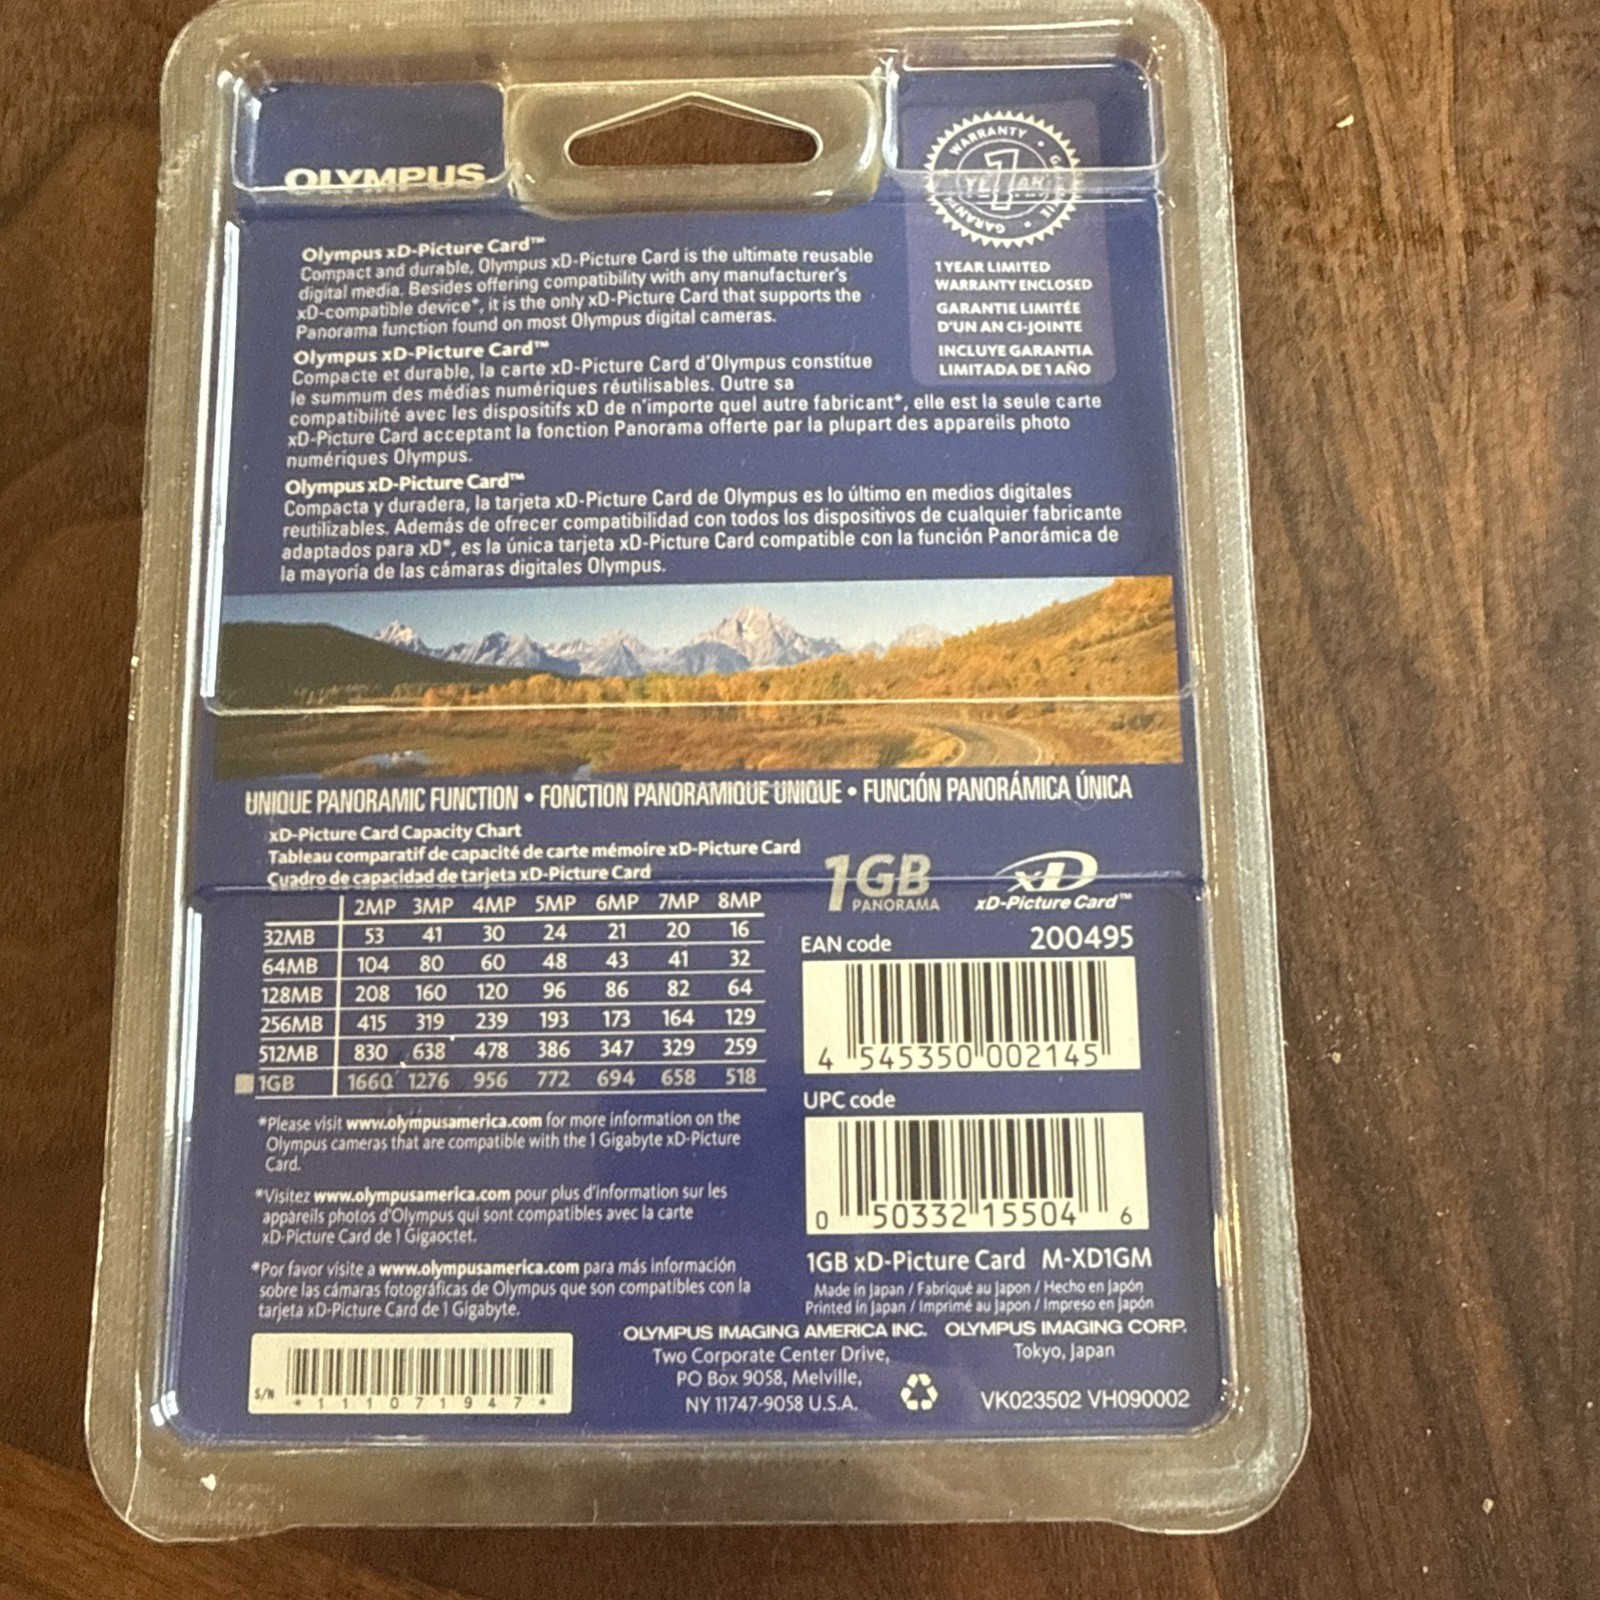 OLYMPUS
WARRANTY • GARANTIE • GARANTÍA
1
YEAR
1 YEAR LIMITED
WARRANTY ENCLOSED
GARANTIE LIMITÉE
D'UN AN CI-JOINTE
INCLUYE GARANTIA
LIMITADA DE 1 AÑO
Olympus xD-Picture Card™
Compact and durable, Olympus xD-Picture Card is the ultimate reusable
digital media. Besides offering compatibility with any manufacturer's
xD-compatible device*, it is the only xD-Picture Card that supports the
Panorama function found on most Olympus digital cameras.
Olympus xD-Picture Card™
Compacte et durable, la carte xD-Picture Card d'Olympus constitue
le summum des médias numériques réutilisables. Outre sa
compatibilité avec les dispositifs xD de n'importe quel autre fabricant*, elle est la seule carte
xD-Picture Card acceptant la fonction Panorama offerte par la plupart des appareils photo
numériques Olympus.
Olympus xD-Picture Card™
Compacta y duradera, la tarjeta xD-Picture Card de Olympus es lo último en medios digitales
reutilizables. Además de ofrecer compatibilidad con todos los dispositivos de cualquier fabricante
adaptados para xD*, es la única tarjeta xD-Picture Card compatible con la función Panorámica de
la mayoría de las cámaras digitales Olympus.
UNIQUE PANORAMIC FUNCTION • FONCTION PANORAMIQUE UNIQUE • FUNCIÓN PANORÁMICA ÚNICA
xD-Picture Card Capacity Chart
Tableau comparatif de capacité de carte mémoire xD-Picture Card
Cuadro de capacidad de tarjeta xD-Picture Card
2MP 3MP 4MP 5MP 6MP 7MP 8MP
32MB 53 41 30 24 21 20 16
64MB 104 80 60 48 43 41 32
128MB 208 160 120 96 86 82 64
256MB 415 319 239 193 173 164 129
512MB 830 638 478 386 347 329 259
1GB 1660 1276 956 772 694 658 518
*Please visit www.olympusamerica.com for more information on the
Olympus cameras that are compatible with the 1 Gigabyte xD-Picture
Card.
*Visitez www.olympusamerica.com pour plus d'information sur les
appareils photos d'Olympus qui sont compatibles avec la carte
xD-Picture Card de 1 Gigaoctet.
*Por favor visite a www.olympusamerica.com para más información
sobre las cámaras fotográficas de Olympus que son compatibles con la
tarjeta xD-Picture Card de 1 Gigabyte.
S/N
*11071947*
1GB
PANORAMA
xD
xD-Picture Card™
EAN code 200495
4 545350 002145
UPC code
0 50332 15504 6
1GB xD-Picture Card M-XD1GM
Made in Japan / Fabriqué au Japon / Hecho en Japón
Printed in Japan / Imprimé au Japon / Impreso en Japón
OLYMPUS IMAGING AMERICA INC.
Two Corporate Center Drive,
PO Box 9058, Melville,
NY 11747-9058 U.S.A.
OLYMPUS IMAGING CORP.
Tokyo, Japan
VK023502 VH090002